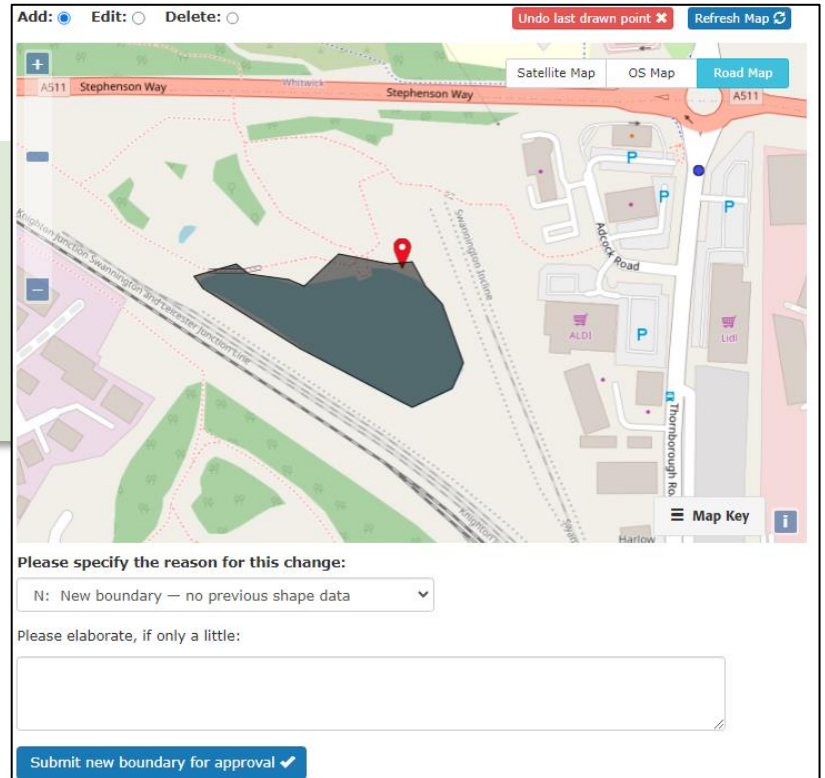 Add: Edit: Delete: Undo last drawn point Refresh Map
+
Satellite Map OS Map Road Map
A511 Stephenson Way Whitwick Stephenson Way A511
P
P
P
Adcock Road
Swannington Incline
Knighton Junction Swannington and Leicester Junction Line
ALDI P Lidl
Thornborough Ro
Map Key
i
Knighton
Swan
Harlow
Please specify the reason for this change:
N: New boundary — no previous shape data
Please elaborate, if only a little:
Submit new boundary for approval